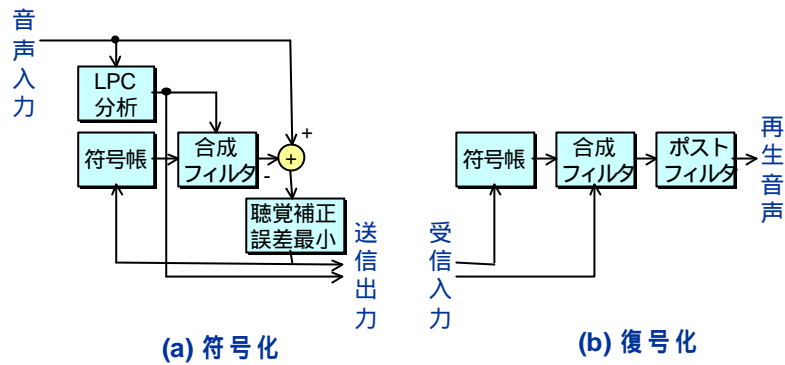 音声入力
LPC
分析
符号帳
合成
フィルタ
+
+
-
聴覚補正
誤差最小
送信出力
(a) 符号化
受信入力
符号帳
合成
フィルタ
ポスト
フィルタ
再生音声
(b) 復号化